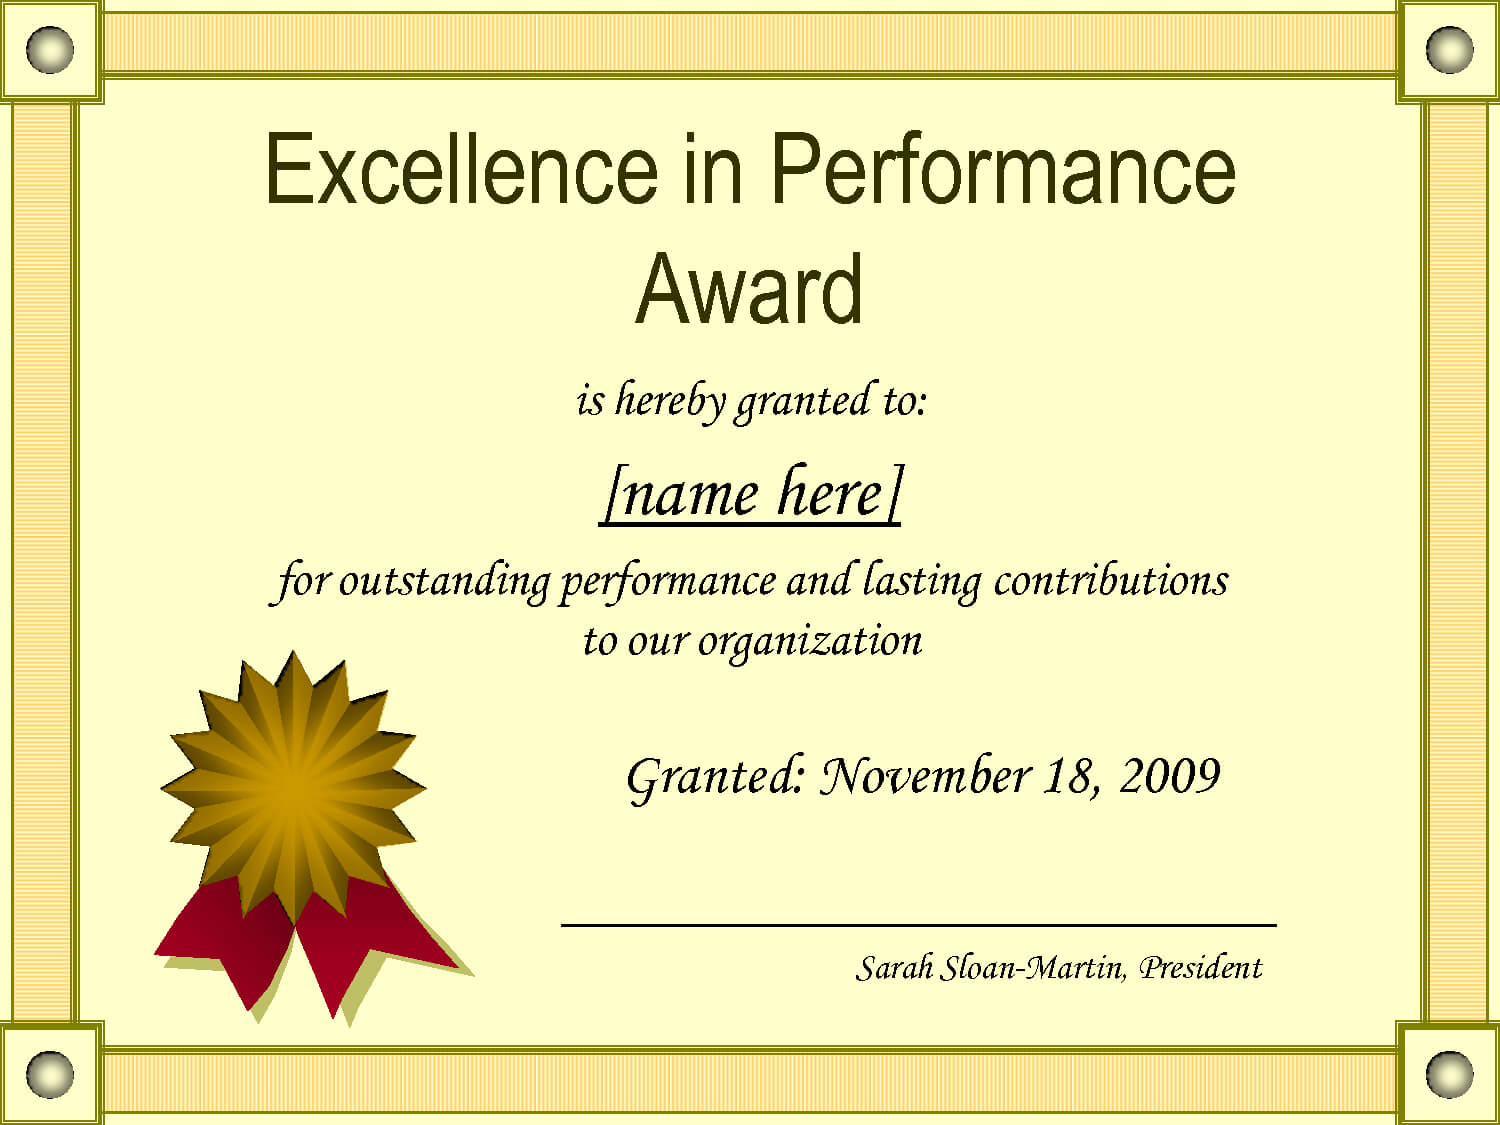 Excellence in Performance
Award
is hereby granted to:
[name here]
for outstanding performance and lasting contributions
to our organization
Granted: November 18, 2009
Sarah Sloan-Martin, President